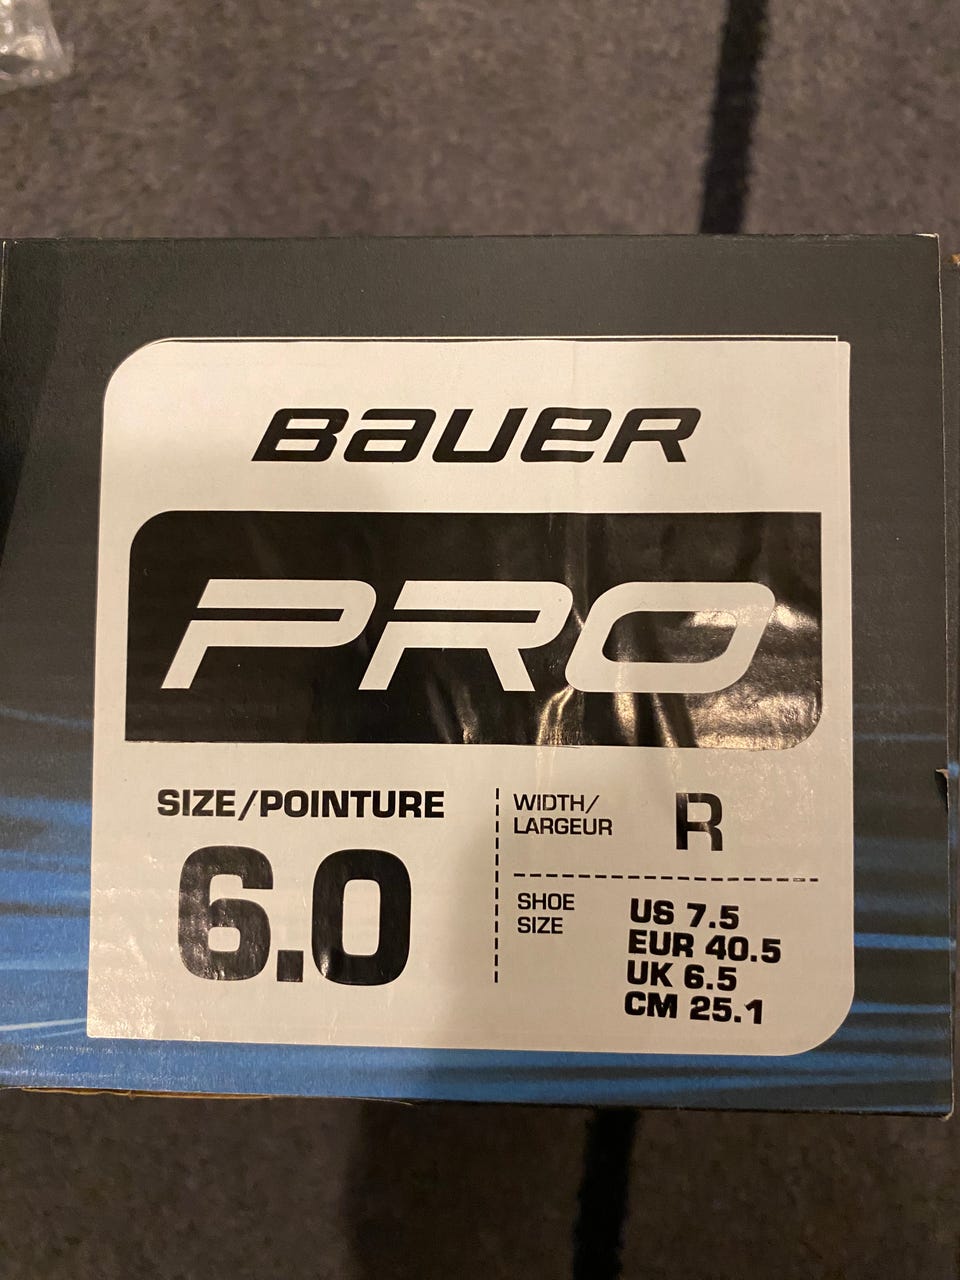 BAUER
PRO
SIZE/POINTURE
6.0
WIDTH/
LARGEUR
R
SHOE
SIZE
US 7.5
EUR 40.5
UK 6.5
CM 25.1